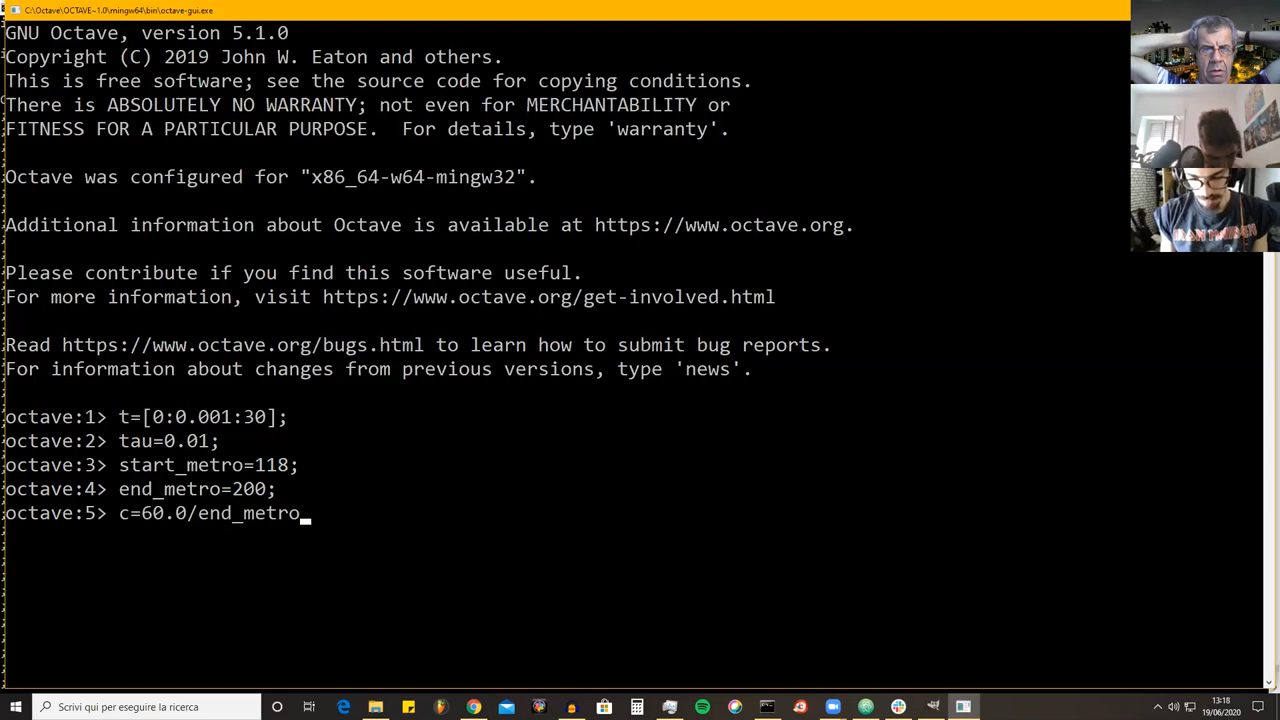 C:\Octave\OCTAVE~1.0\mingw64\bin\octave-gui.exe
GNU Octave, version 5.1.0
Copyright (C) 2019 John W. Eaton and others.
This is free software; see the source code for copying conditions.
There is ABSOLUTELY NO WARRANTY; not even for MERCHANTABILITY or
FITNESS FOR A PARTICULAR PURPOSE.  For details, type 'warranty'.
Octave was configured for "x86_64-w64-mingw32".
Additional information about Octave is available at https://www.octave.org.
Please contribute if you find this software useful.
For more information, visit https://www.octave.org/get-involved.html
Read https://www.octave.org/bugs.html to learn how to submit bug reports.
For information about changes from previous versions, type 'news'.
octave:1> t=[0:0.001:30];
octave:2> tau=0.01;
octave:3> start_metro=118;
octave:4> end_metro=200;
octave:5> c=60.0/end_metro_
IRON MAIDEN
Scrivi qui per eseguire la ricerca
13:18
19/06/2020